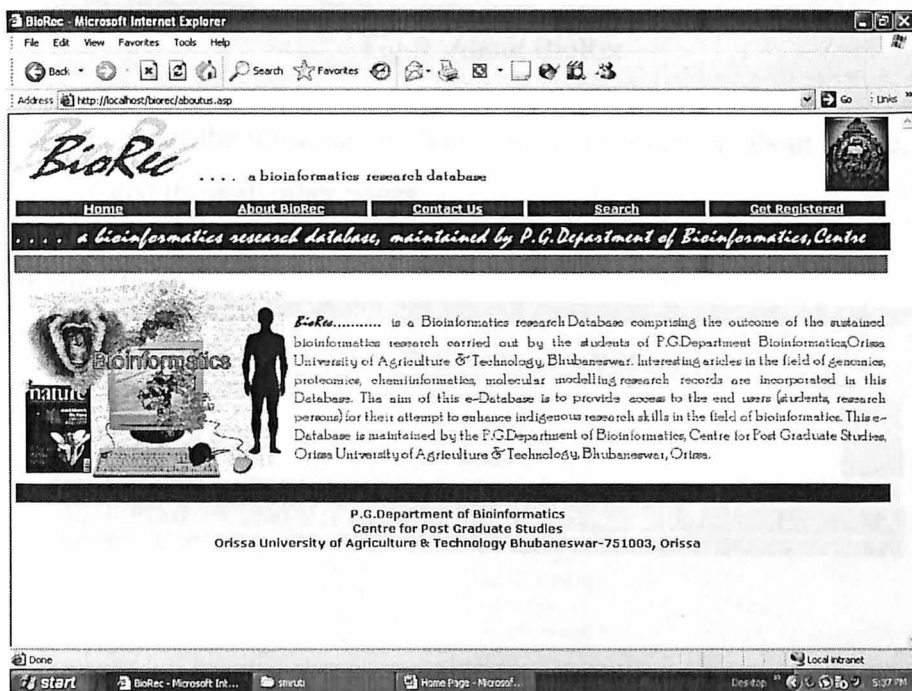 BioRec - Microsoft Internet Explorer
File Edit View Favorites Tools Help
Back Search Favorites
Address http://localhost/biorec/aboutus.asp Go Links »
BioRec .... a bioinformatics research database
Home About BioRec Contact Us Search Get Registered
.... a bioinformatics research database, maintained by P.G.Department of Bioinformatics,Centre
Bioinformatics
nature
BioRec........... is a Bioinformatics research Database comprising the outcome of the sustained
bioinformatics research carried out by the students of P.G.Department Bioinformatics,Orissa
University of Agriculture & Technology, Bhubaneswar. Interesting aricles in the field of genomics,
proteomics, chemiinformatics, molecular modelling research records are incorporated in this
Database. The aim of this e-Database is to provide access to the end users (students, research
persons) for their attempt to enhance indigenous research skills in the field of bioinformatics. This e-
Database is maintained by the P.G.Department of Bioinformatics, Centre for Post Graduate Studies,
Orissa University of Agriculture & Technology, Bhubaneswar, Orissa.
P.G.Department of Bioinformatics
Centre for Post Graduate Studies
Orissa University of Agriculture & Technology Bhubaneswar-751003, Orissa
Done Local intranet
start BioRec - Microsoft Int... smruti Home Page - Microsof... Desktop » 5:37 PM